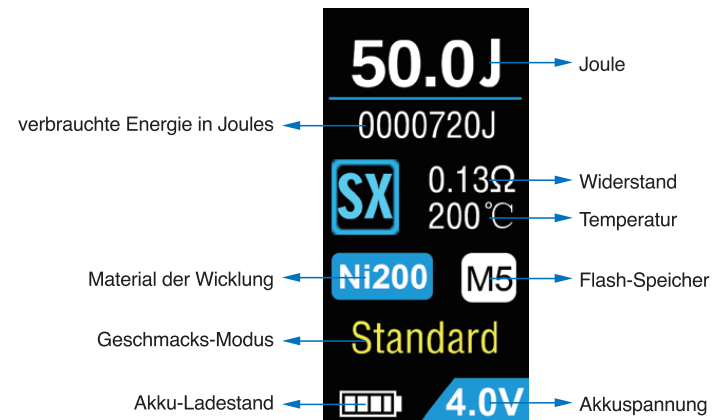 50.0J
Joule
verbrauchte Energie in Joules
0000720J
SX
0.13Ω
Widerstand
200°C
Temperatur
Material der Wicklung
Ni200
M5
Flash-Speicher
Geschmacks-Modus
Standard
Akku-Ladestand
4.0V
Akkuspannung